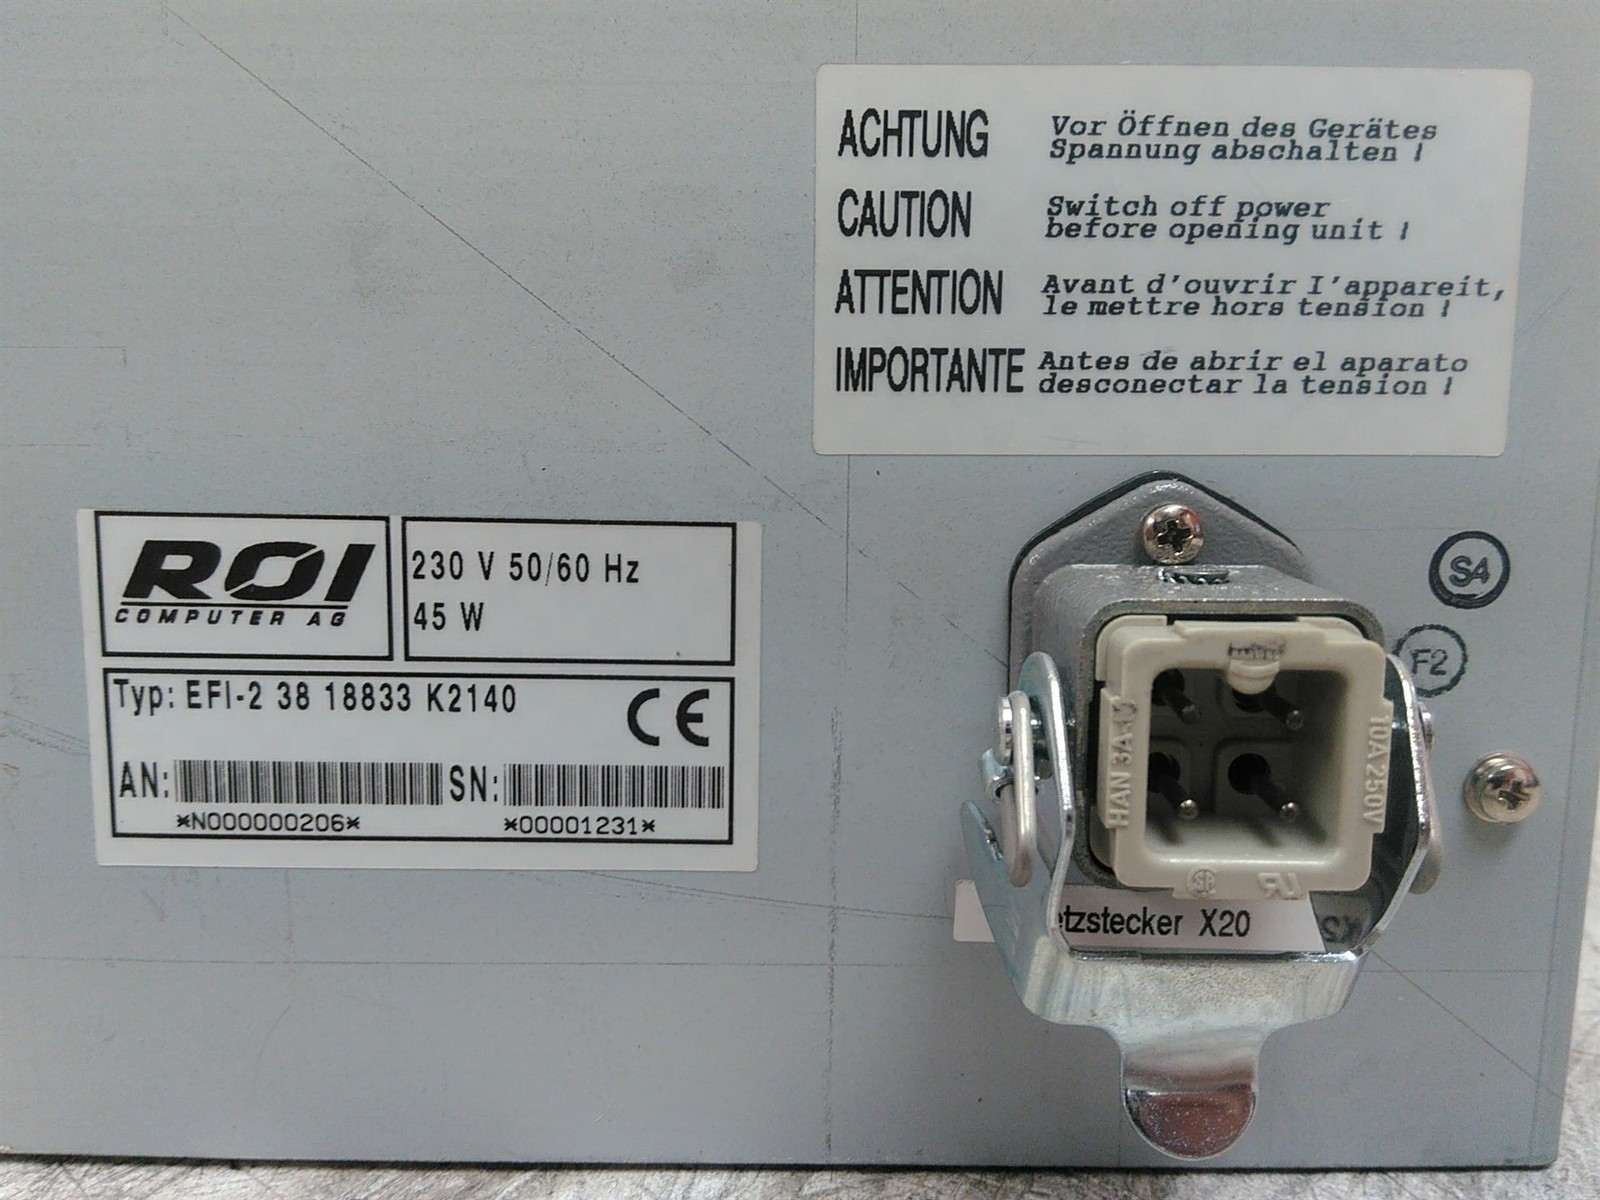 ACHTUNG Vor Öffnen des Gerätes
Spannung abschalten !
CAUTION Switch off power
before opening unit !
ATTENTION Avant d'ouvrir I'appareit,
le mettre hors tension !
IMPORTANTE Antes de abrir el aparato
desconectar la tension !
ROI
COMPUTER AG
230 V 50/60 Hz
45 W
Typ: EFI-2 38 18833 K2140
CE
AN: SN:
*N000000206* *00001231*
S4
F2
HAN 3A
10A 250V
etzstecker X20